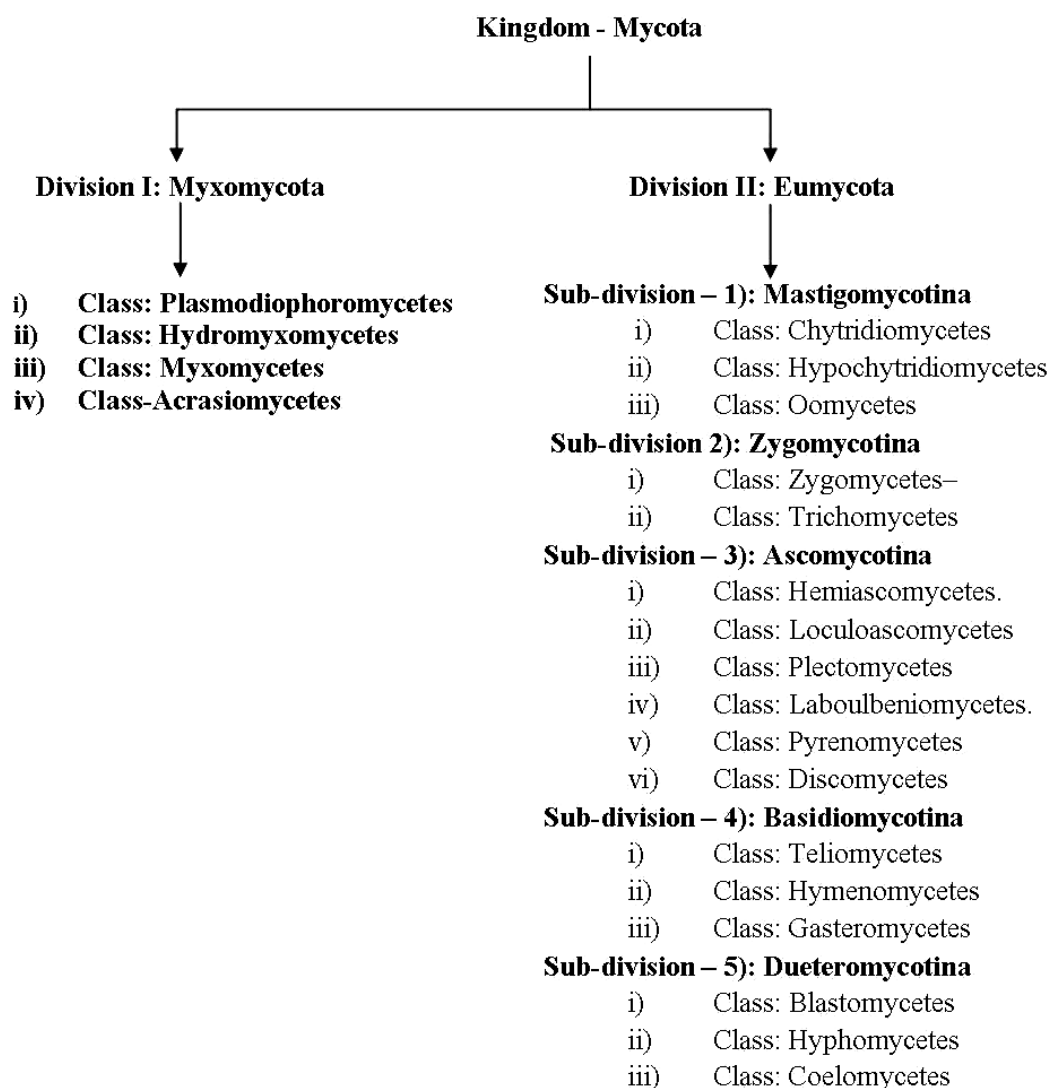 Kingdom - Mycota
Division I: Myxomycota
i) Class: Plasmodiophoromycetes
ii) Class: Hydromyxomycetes
iii) Class: Myxomycetes
iv) Class-Acrasiomycetes
Division II: Eumycota
Sub-division – 1): Mastigomycotina
i) Class: Chytridiomycetes
ii) Class: Hypochytridiomycetes
iii) Class: Oomycetes
Sub-division 2): Zygomycotina
i) Class: Zygomycetes–
ii) Class: Trichomycetes
Sub-division – 3): Ascomycotina
i) Class: Hemiascomycetes.
ii) Class: Loculoascomycetes
iii) Class: Plectomycetes
iv) Class: Laboulbeniomycetes.
v) Class: Pyrenomycetes
vi) Class: Discomycetes
Sub-division – 4): Basidiomycotina
i) Class: Teliomycetes
ii) Class: Hymenomycetes
iii) Class: Gasteromycetes
Sub-division – 5): Dueteromycotina
i) Class: Blastomycetes
ii) Class: Hyphomycetes
iii) Class: Coelomycetes